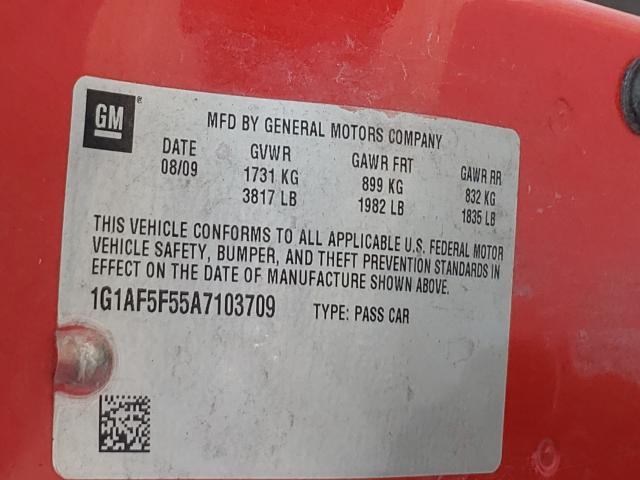 GM®
MFD BY GENERAL MOTORS COMPANY
DATE GVWR GAWR FRT GAWR RR
08/09 1731 KG 899 KG 832 KG
3817 LB 1982 LB 1835 LB
THIS VEHICLE CONFORMS TO ALL APPLICABLE U.S. FEDERAL MOTOR
VEHICLE SAFETY, BUMPER, AND THEFT PREVENTION STANDARDS IN
EFFECT ON THE DATE OF MANUFACTURE SHOWN ABOVE.
1G1AF5F55A7103709 TYPE: PASS CAR